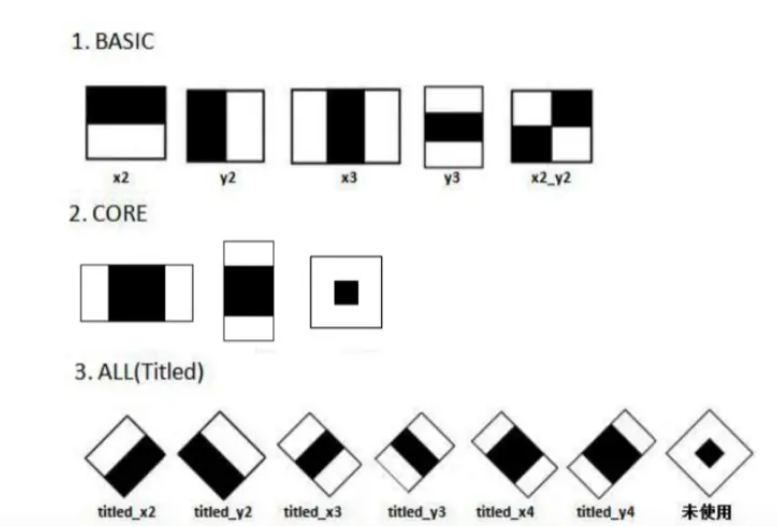 1. BASIC
x2 y2 x3 y3 x2_y2
2. CORE
3. ALL(Titled)
titled_x2 titled_y2 titled_x3 titled_y3 titled_x4 titled_y4 未使用